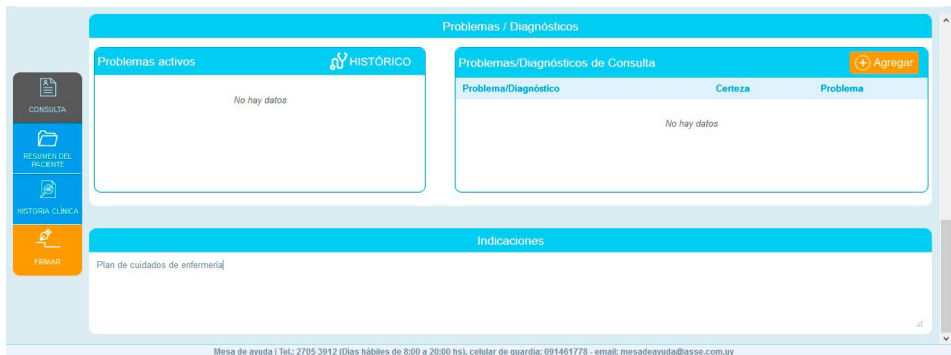 Problemas / Diagnósticos
Problemas activos
HISTÓRICO
No hay datos
Problemas/Diagnósticos de Consulta
Agregar
Problema/Diagnóstico Certeza Problema
No hay datos
CONSULTA
RESUMEN DEL
PACIENTE
HISTORIA CLÍNICA
FIRMAR
Indicaciones
Plan de cuidados de enfermería
Mesa de ayuda | Tel.: 2705 3912 (Dias hábiles de 8:00 a 20:00 hs), celular de guardia: 091461778 - email: mesadeayuda@asse.com.uy